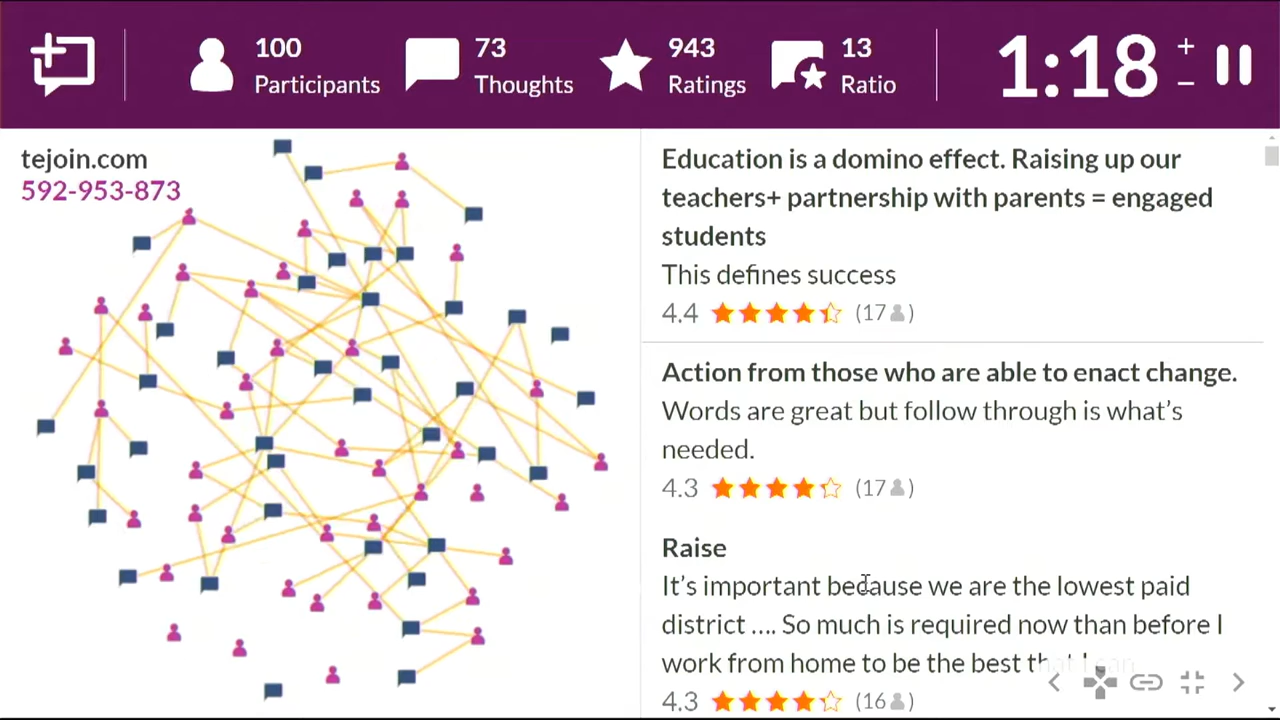 100
Participants
73
Thoughts
943
Ratings
13
Ratio
1:18
+
−
tejoin.com
592-953-873
Education is a domino effect. Raising up our
teachers+ partnership with parents = engaged
students
This defines success
4.4 (17)
Action from those who are able to enact change.
Words are great but follow through is what’s
needed.
4.3 (17)
Raise
It’s important because we are the lowest paid
district .... So much is required now than before I
work from home to be the best that I can
4.3 (16)